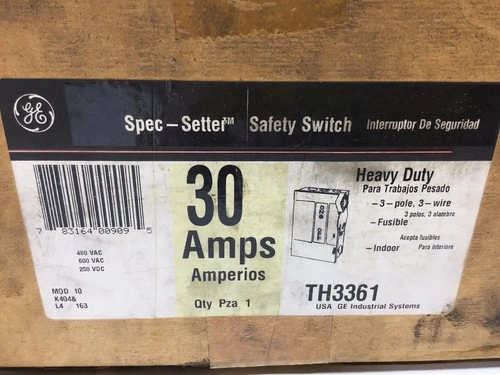 GE
Spec-Setter™ Safety Switch Interruptor De Seguridad
7 83164 00909 5
480 VAC
600 VAC
250 VDC
MOD 10
K404&
L4 163
30
Amps
Amperios
Qty Pza 1
Heavy Duty
Para Trabajos Pesado
-3-pole, 3-wire
3 polos, 3 alambre
-Fusible
Acepta fusibles
-Indoor Para interiore
TH3361
USA GE Industrial Systems